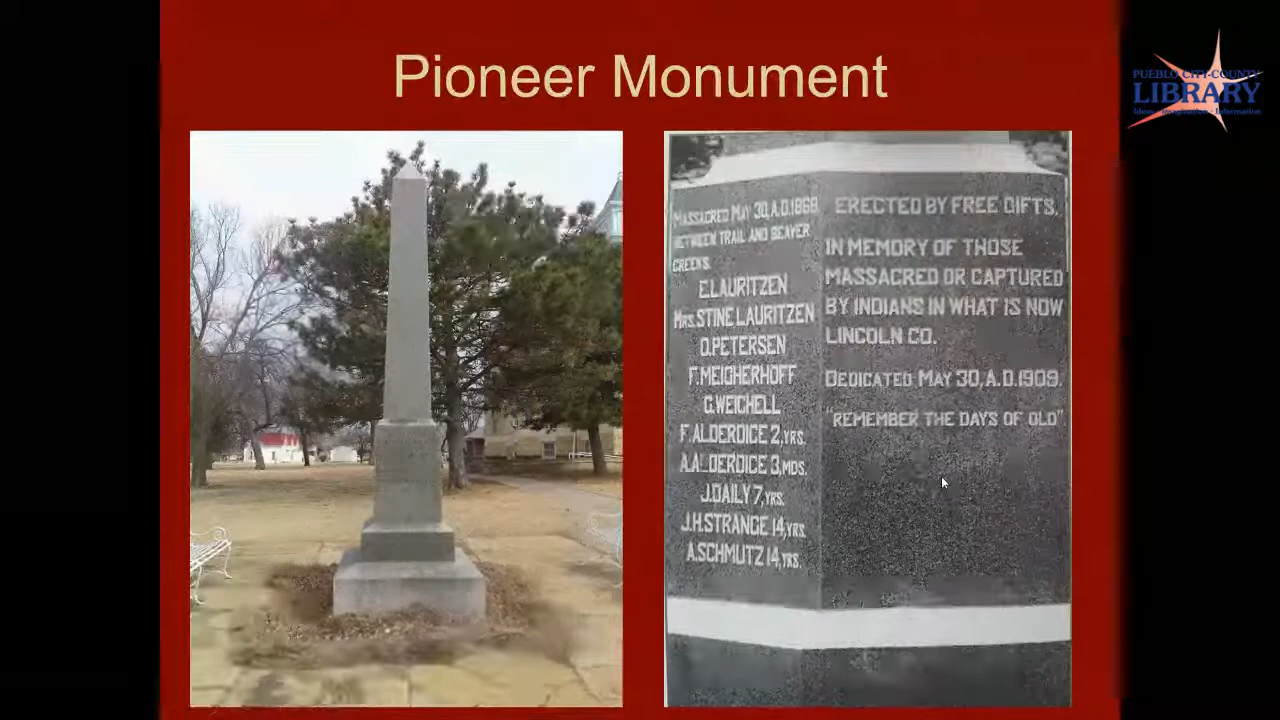 Pioneer Monument
PUEBLO CITY-COUNTY
LIBRARY
Ideas • Imagination • Information
MASSACRED MAY 30,A.D.1868
BETWEEN TRAIL AND BEAVER
CREEKS.
E.LAURITZEN
MRS.STINE LAURITZEN
O.PETERSEN
F.MEIGHERHOFF
G.WEICHELL
F.ALDERDICE 2,YRS.
A.ALDERDICE 3,MOS.
J.DAILY 7,YRS.
J.H.STRANGE 14,YRS.
A.SCHMUTZ 14,YRS.
ERECTED BY FREE GIFTS,
IN MEMORY OF THOSE
MASSACRED OR CAPTURED
BY INDIANS IN WHAT IS NOW
LINCOLN CO.
DEDICATED MAY 30,A.D.1909.
"REMEMBER THE DAYS OF OLD"